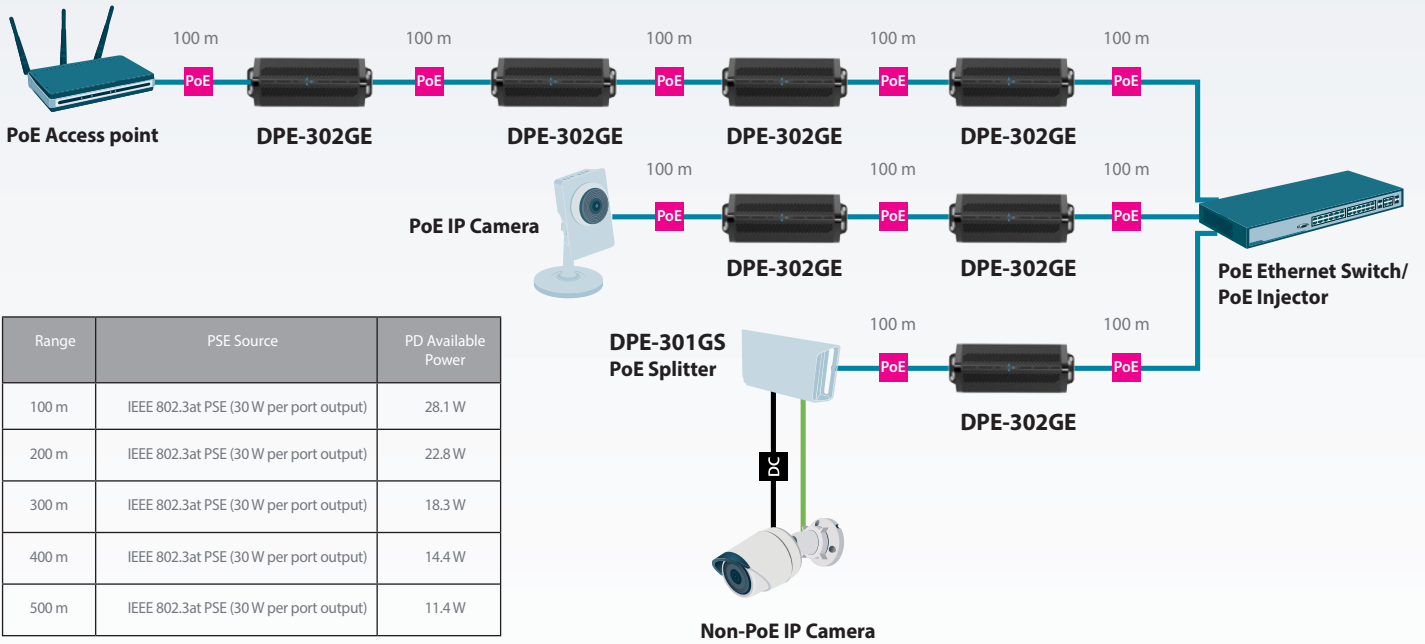 100 m
100 m
100 m
100 m
100 m
PoE
PoE
PoE
PoE
PoE
PoE Access point
DPE-302GE
DPE-302GE
DPE-302GE
DPE-302GE
100 m
100 m
100 m
PoE IP Camera
PoE
PoE
PoE
DPE-302GE
DPE-302GE
PoE Ethernet Switch/
PoE Injector
DPE-301GS
PoE Splitter
100 m
100 m
PoE
PoE
DPE-302GE
DC
Non-PoE IP Camera
Range PSE Source PD Available
Power
100 m IEEE 802.3at PSE (30 W per port output) 28.1 W
200 m IEEE 802.3at PSE (30 W per port output) 22.8 W
300 m IEEE 802.3at PSE (30 W per port output) 18.3 W
400 m IEEE 802.3at PSE (30 W per port output) 14.4 W
500 m IEEE 802.3at PSE (30 W per port output) 11.4 W